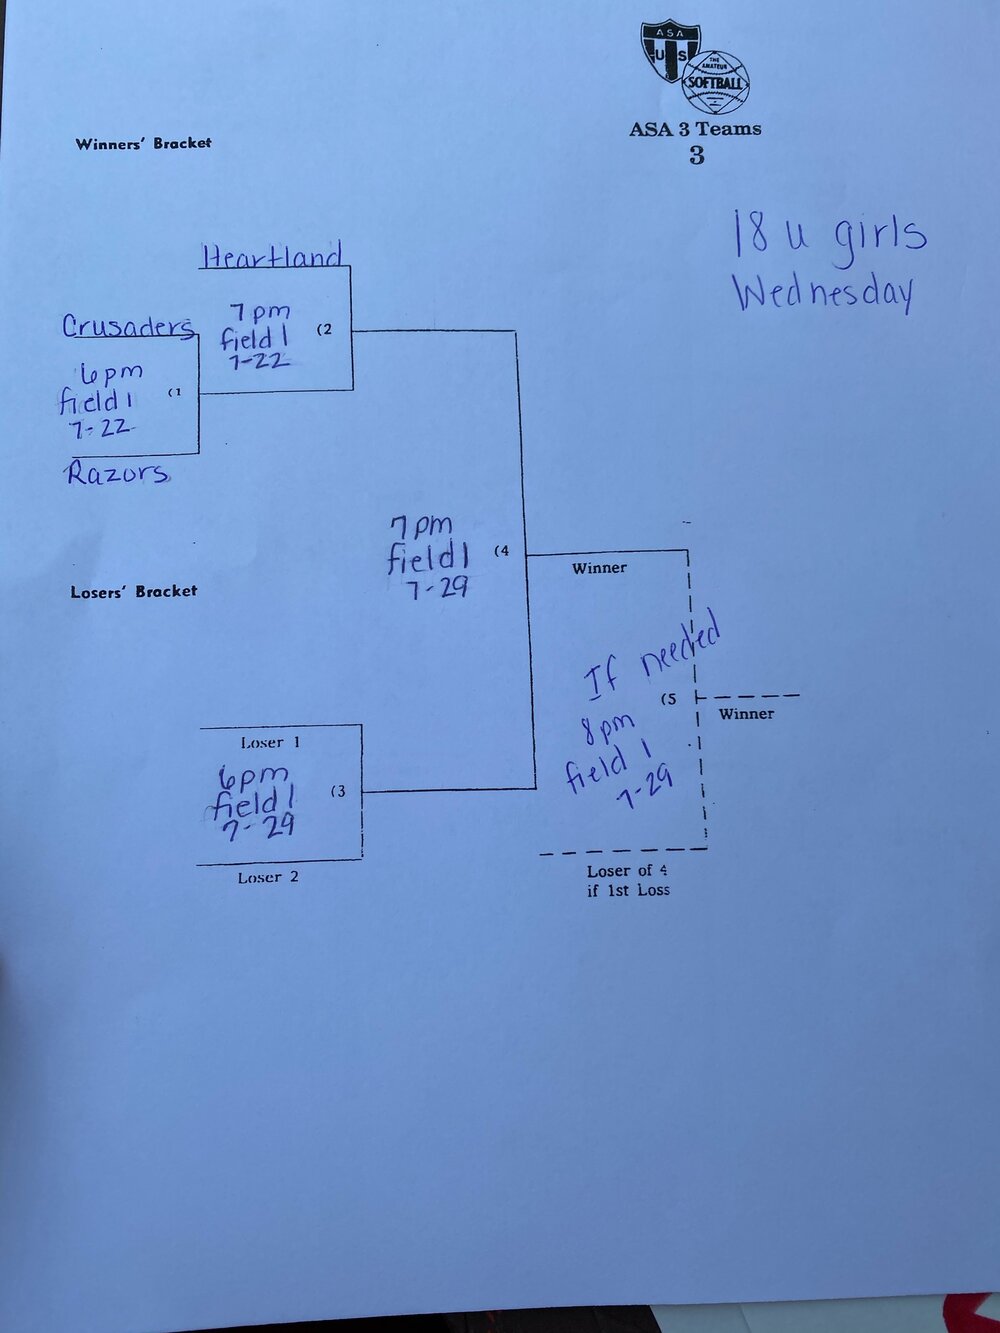 ASA
US
THE
AMATEUR
SOFTBALL
ASA 3 Teams
3
Winners' Bracket
18 u girls
Wednesday
Heartland
7 pm
field 1
7-22
(2
Crusaders
6pm
field 1
7-22
(1
Razors
7pm
field 1
7-29
(4
Winner
Losers' Bracket
If needed
8pm
field 1
7-29
(5
Winner
Loser 1
6pm
field 1
7-29
(3
Loser 2
Loser of 4
if 1st Loss